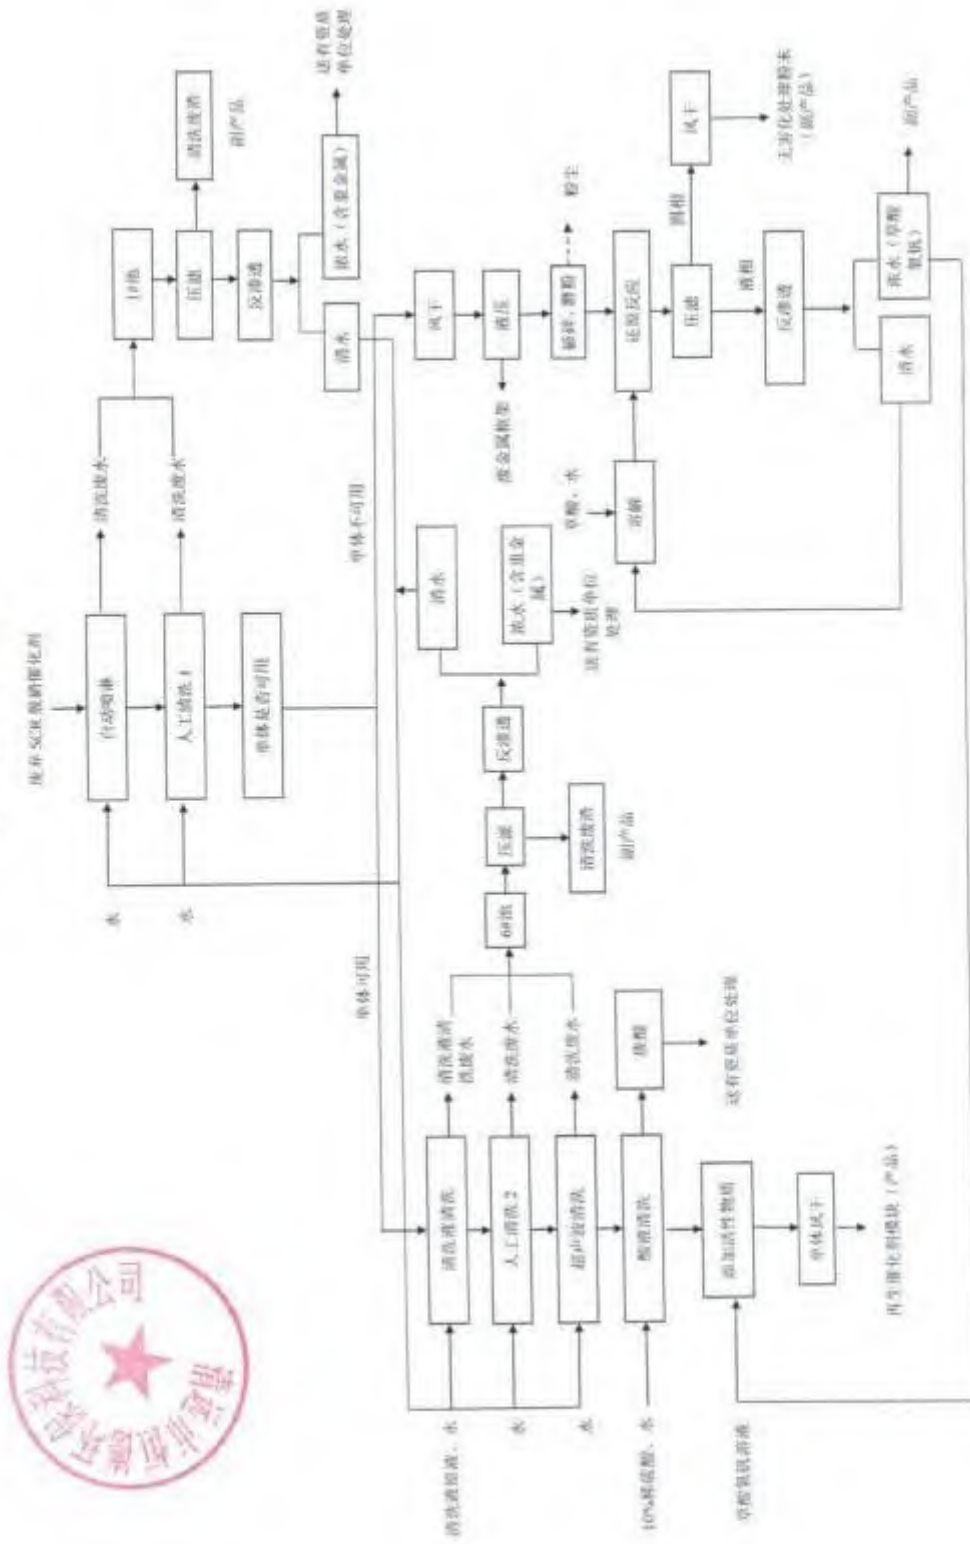 废弃SCR脱硝催化剂
水
自动喷淋
清洗废水
水
人工清洗1
清洗废水
单体是否可用
1#池
压滤
清洗废渣
副产品
反渗透
清水
浓水（含重金属）
送有资质
单位处理
单体可用
单体不可用
清洗液原液、水
清洗液清洗
清洗液清
洗废水
水
人工清洗2
清洗废水
水
超声波清洗
清洗废水
6#池
压滤
清洗废渣
副产品
反渗透
清水
浓水（含重金
属）
送有资质单位
处理
10%稀硫酸、水
酸液清洗
废酸
送有资质单位处理
草酸氧钒溶液
添加活性物质
单体风干
再生催化剂模块（产品）
风干
液压
废金属框架
破碎、磨粉
粉尘
草酸、水
溶解
还原反应
压滤
固相
风干
无害化处理粉末
（副产品）
液相
反渗透
清水
浓水（草酸
氧钒）
副产品
环保科技有限公司